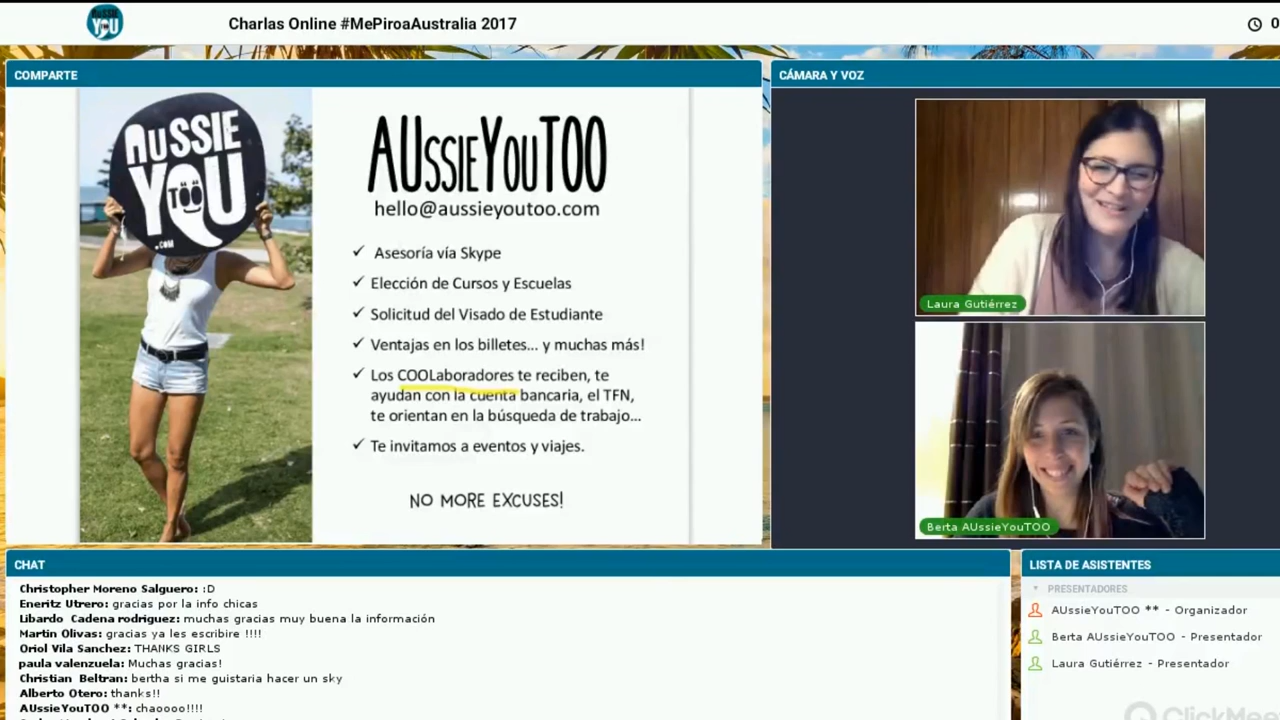 AUSSIE
YOU
Charlas Online #MePiroaAustralia 2017
0
COMPARTE
CÁMARA Y VOZ
AUSSIE
YOU
TOO
.COM
AUSSIEYOUTOO
hello@aussieyoutoo.com
✓ Asesoría vía Skype
✓ Elección de Cursos y Escuelas
✓ Solicitud del Visado de Estudiante
✓ Ventajas en los billetes... y muchas más!
✓ Los COOLaboradores te reciben, te
ayudan con la cuenta bancaria, el TFN,
te orientan en la búsqueda de trabajo...
✓ Te invitamos a eventos y viajes.
NO MORE EXCUSES!
Laura Gutiérrez
Berta AUssieYouTOO
CHAT
Christopher Moreno Salguero: :D
Eneritz Utrero: gracias por la info chicas
Libardo Cadena rodriguez: muchas gracias muy buena la información
Martin Olivas: gracias ya les escribire !!!!
Oriol Vila Sanchez: THANKS GIRLS
paula valenzuela: Muchas gracias!
Christian Beltran: bertha si me guistaria hacer un sky
Alberto Otero: thanks!!
AUssieYouTOO **: chaoooo!!!!
LISTA DE ASISTENTES
PRESENTADORES
AUssieYouTOO ** - Organizador
Berta AUssieYouTOO - Presentador
Laura Gutiérrez - Presentador
ClickMee